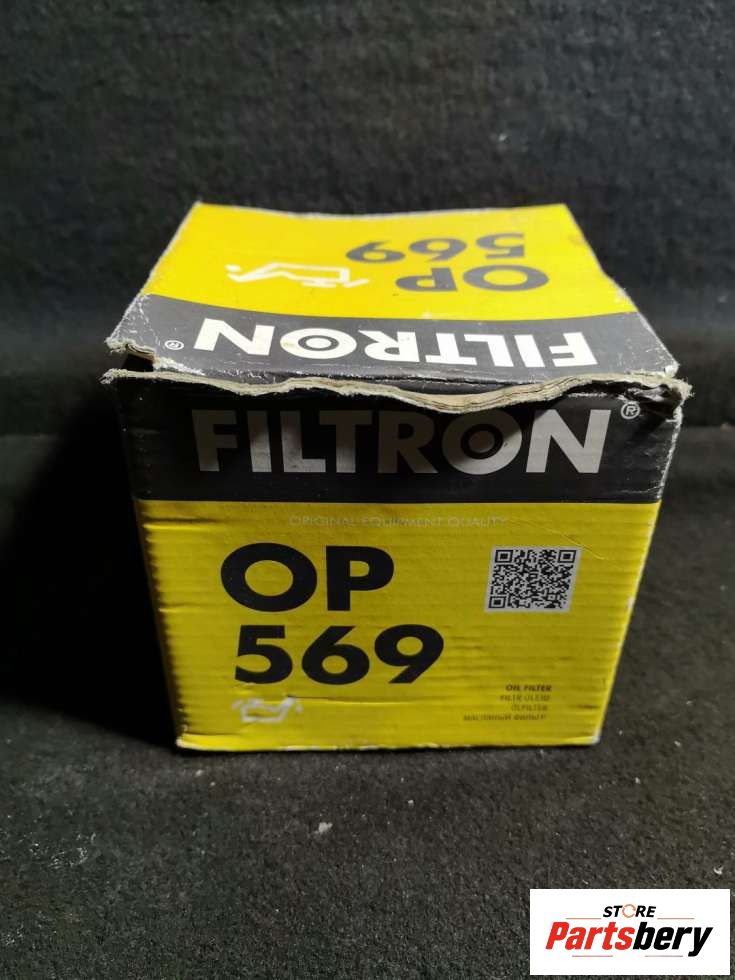 OP
569
FILTRON®
FILTRON®
ORIGINAL EQUIPMENT QUALITY
OP
569
OIL FILTER
FILTR OLEJU
ÖLFILTER
МАСЛЯНЫЙ ФИЛЬТР
STORE
Partsbery